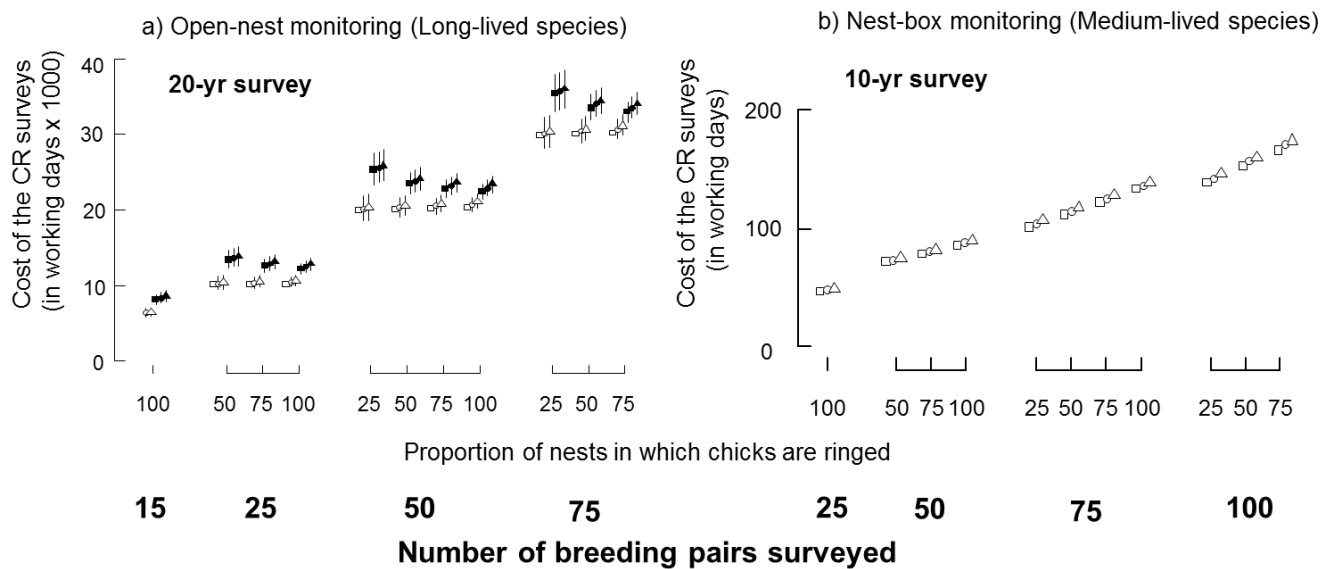 a) Open-nest monitoring (Long-lived species)
Cost of the CR surveys
(in working days x 1000)
20-yr survey
40
30
20
10
0
100
50 75 100
25 50 75 100
25 50 75
b) Nest-box monitoring (Medium-lived species)
Cost of the CR surveys
(in working days)
10-yr survey
200
100
0
100
50 75 100
25 50 75 100
25 50 75
Proportion of nests in which chicks are ringed
15 25 50 75
25 50 75 100
Number of breeding pairs surveyed